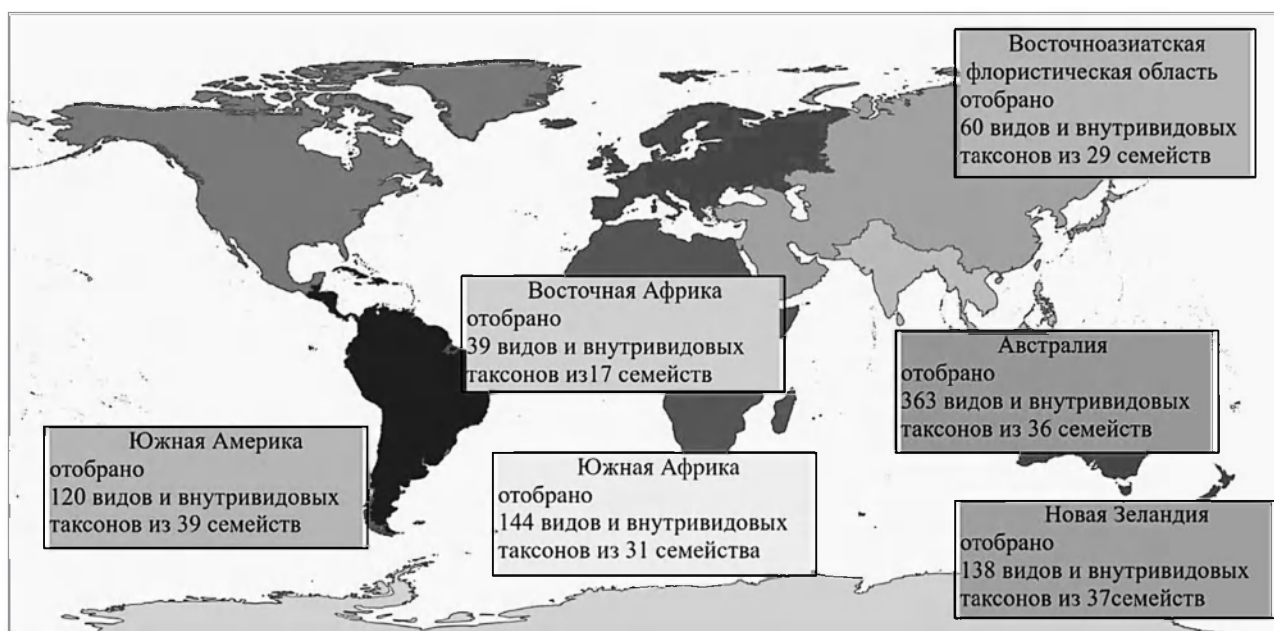 Восточноазиатская
флористическая область
отобрано
60 видов и внутривидовых
таксонов из 29 семейств
Восточная Африка
отобрано
39 видов и внутривидовых
таксонов из17 семейств
Австралия
отобрано
363 видов и внутривидовых
таксонов из 36 семейств
Южная Америка
отобрано
120 видов и внутривидовых
таксонов из 39 семейств
Южная Африка
отобрано
144 видов и внутривидовых
таксонов из 31 семейства
Новая Зеландия
отобрано
138 видов и внутривидовых
таксонов из 37семейств